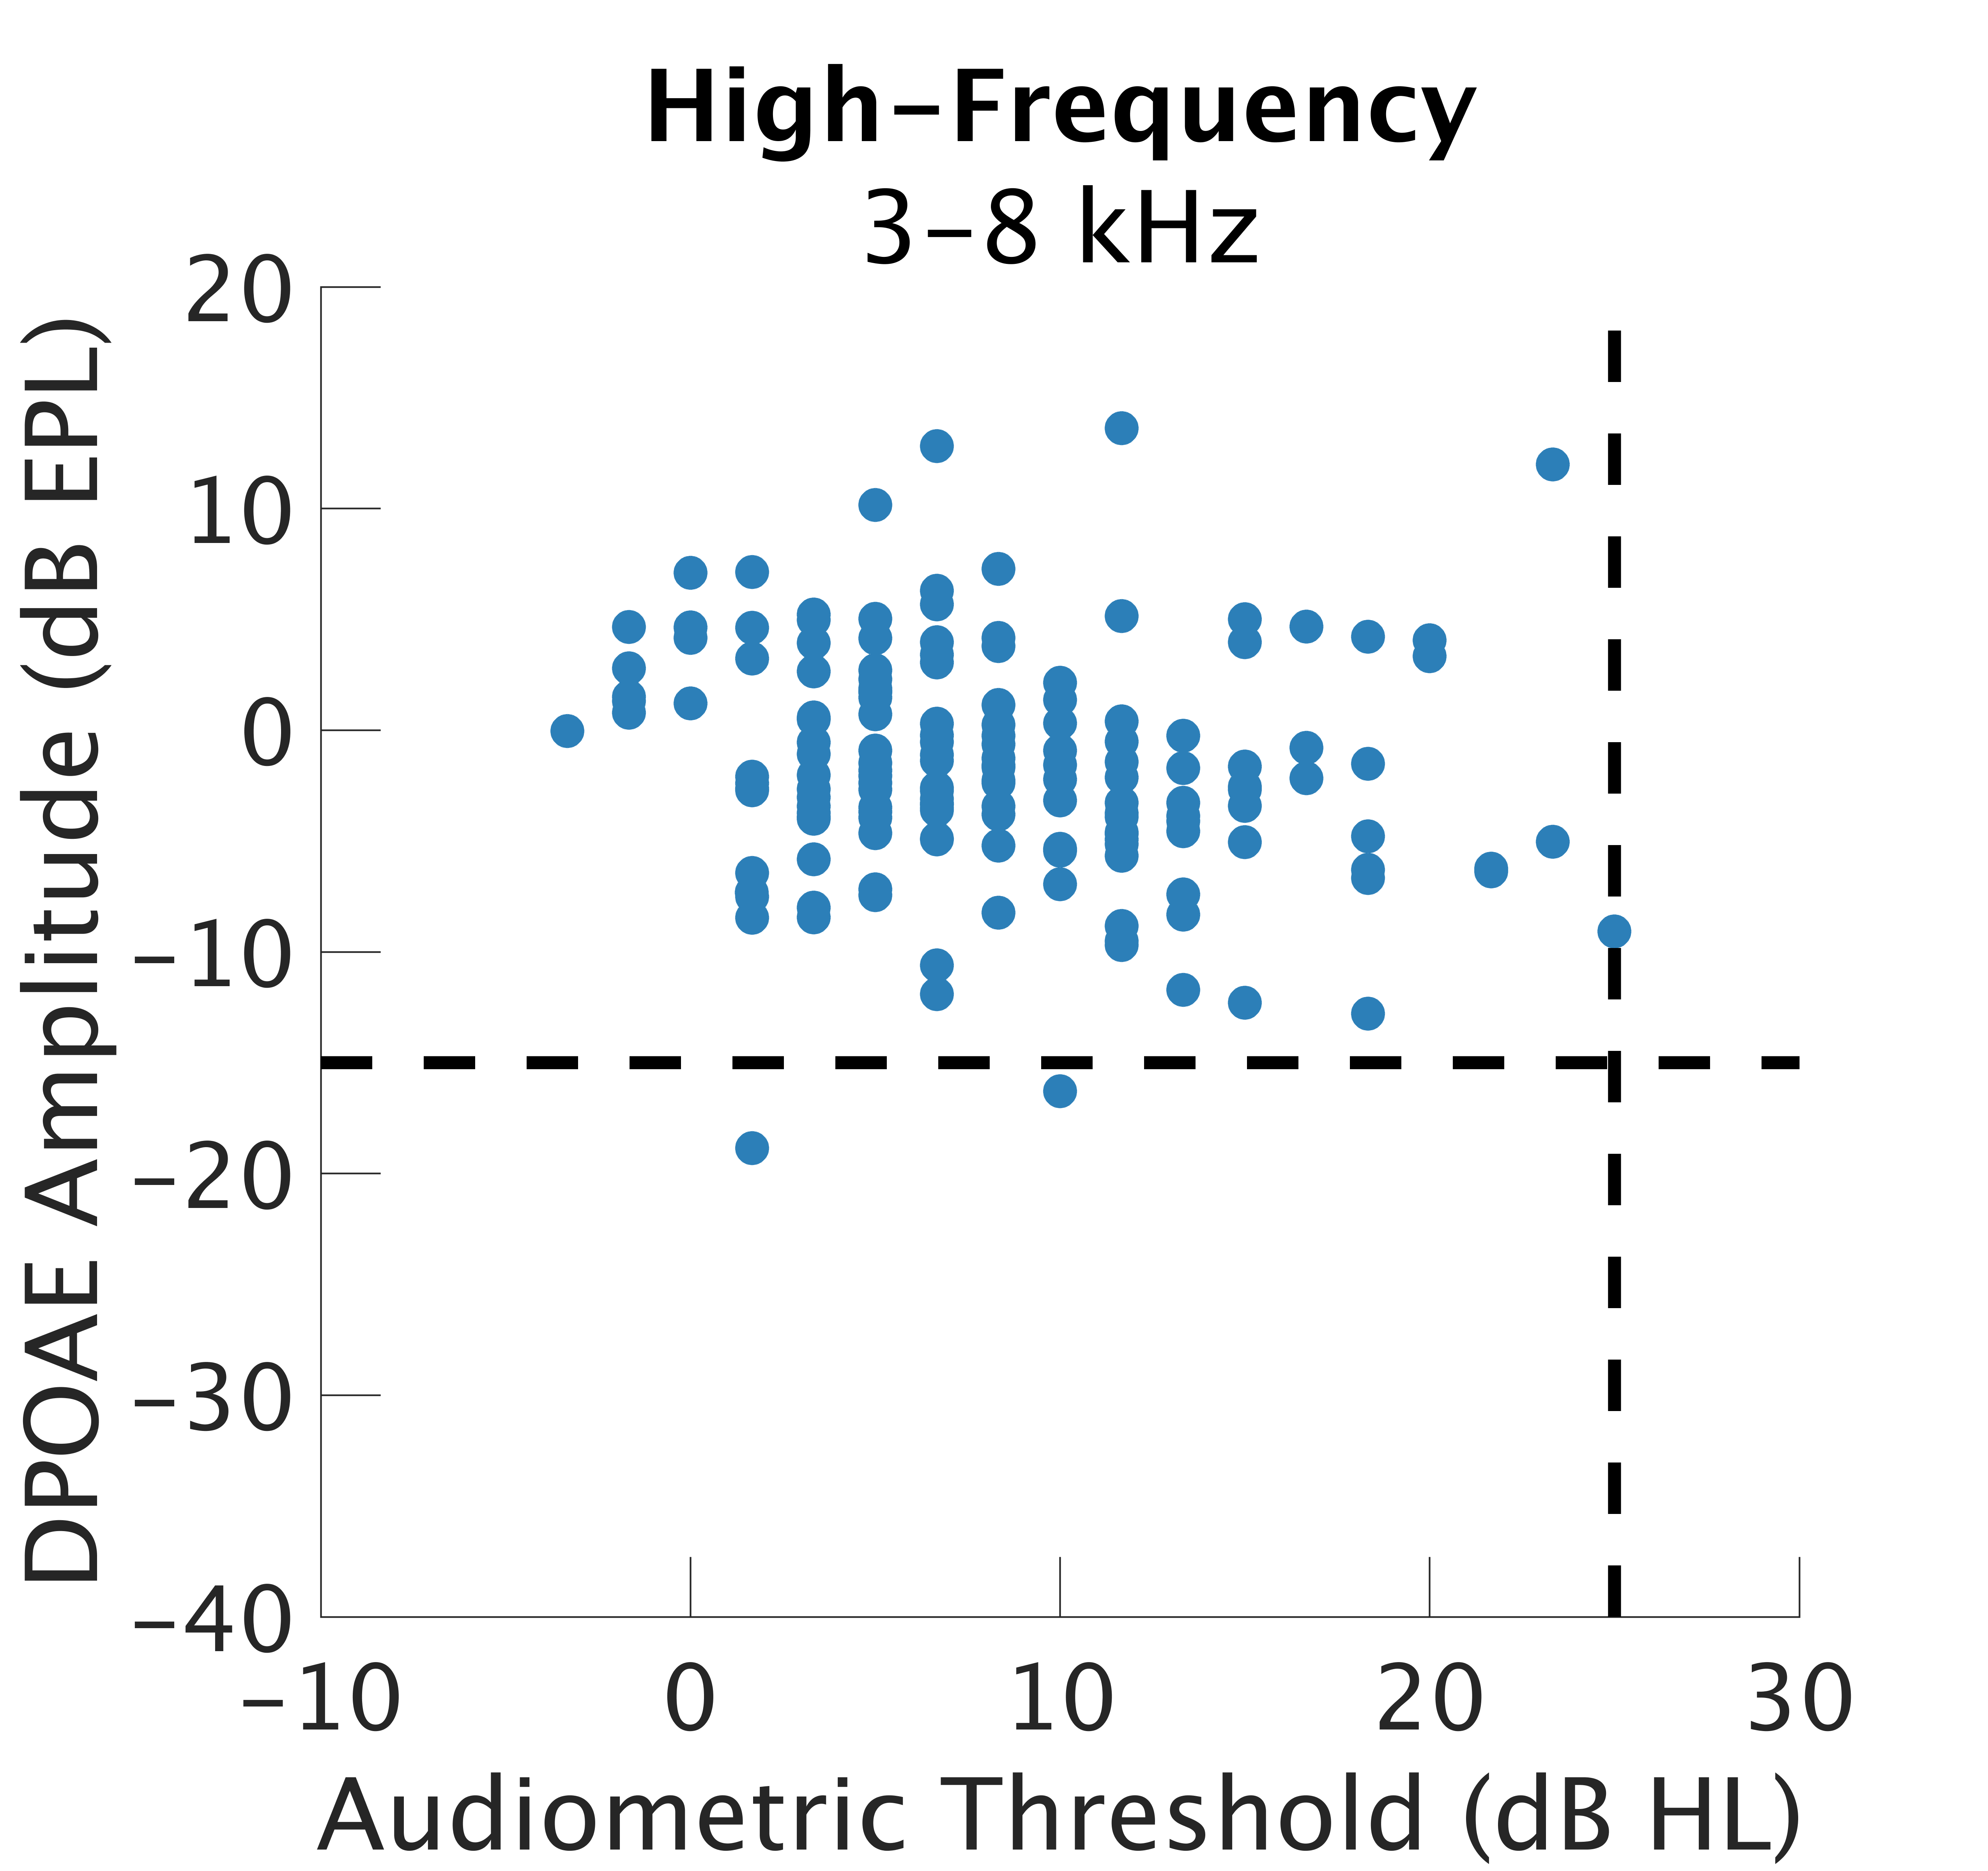 High–Frequency
3–8 kHz
20
10
0
−10
−20
−30
−40
DPOAE Amplitude (dB EPL)
−10 0 10 20 30
Audiometric Threshold (dB HL)